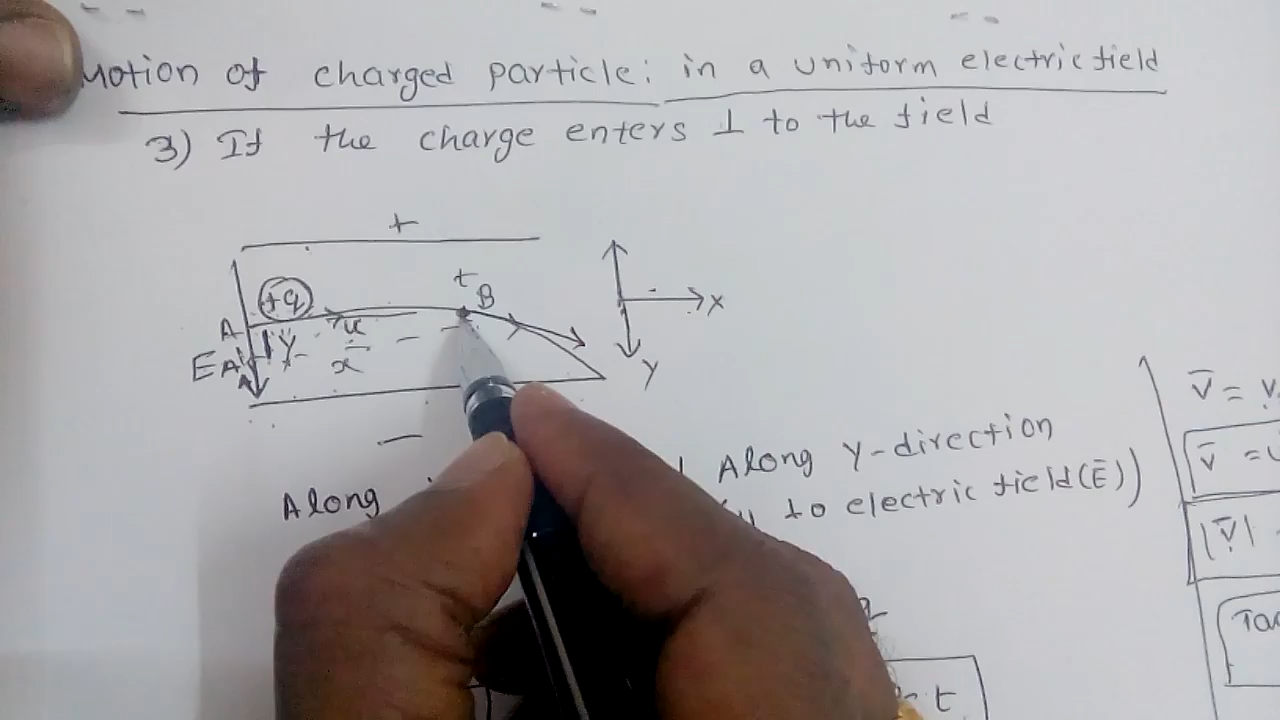 Motion of charged particle: in a uniform electric field
3) If the charge enters ⊥ to the field
+
t
+q
B
A
u
X
y
E
x
Y
−
Along
Along Y-direction
to electric field (E̅))
V̅ =
V̅ =
|V̅|
t